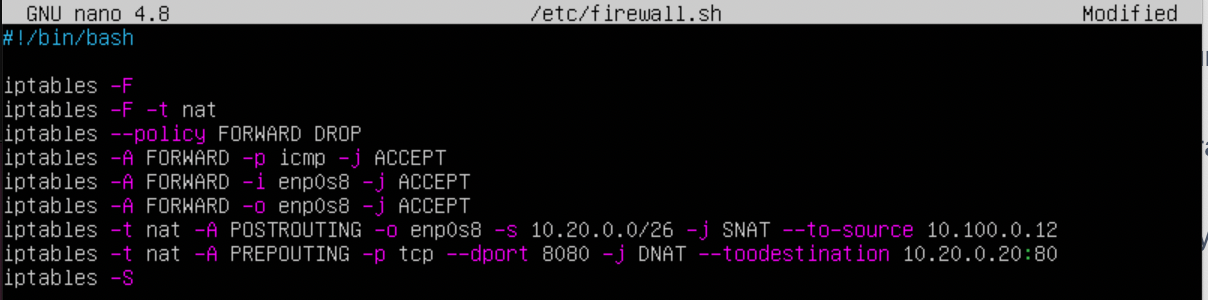 GNU nano 4.8 /etc/firewall.sh Modified
#!/bin/bash
iptables -F
iptables -F -t nat
iptables --policy FORWARD DROP
iptables -A FORWARD -p icmp -j ACCEPT
iptables -A FORWARD -i enp0s8 -j ACCEPT
iptables -A FORWARD -o enp0s8 -j ACCEPT
iptables -t nat -A POSTROUTING -o enp0s8 -s 10.20.0.0/26 -j SNAT --to-source 10.100.0.12
iptables -t nat -A PREPOUTING -p tcp --dport 8080 -j DNAT --toodestination 10.20.0.20:80
iptables -S